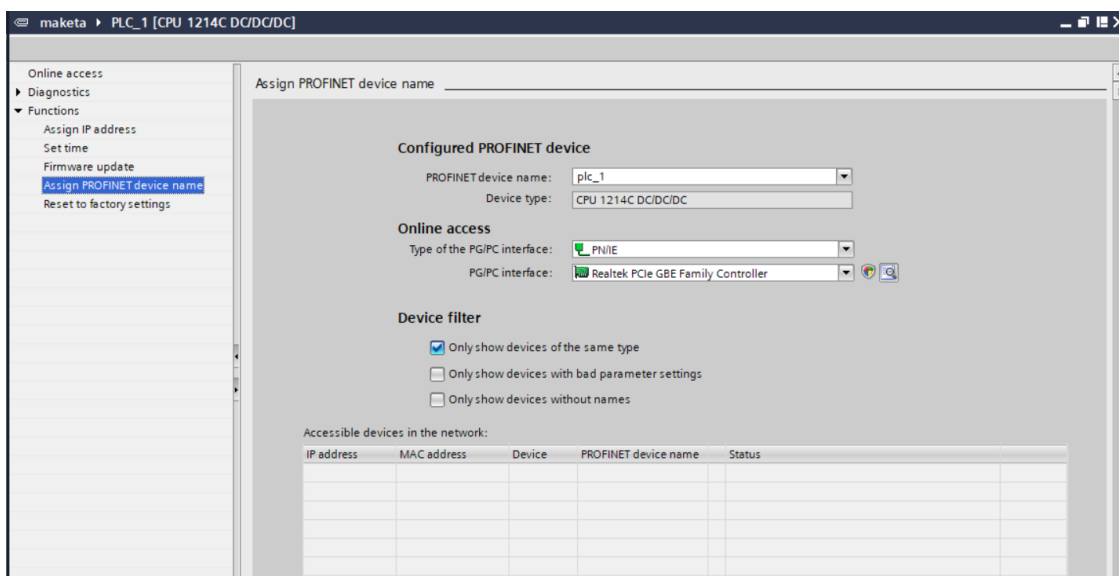 maketa ▸ PLC_1 [CPU 1214C DC/DC/DC]
Online access
Diagnostics
Functions
Assign IP address
Set time
Firmware update
Assign PROFINET device name
Reset to factory settings
Assign PROFINET device name
Configured PROFINET device
PROFINET device name: plc_1
Device type: CPU 1214C DC/DC/DC
Online access
Type of the PG/PC interface: PN/IE
PG/PC interface: Realtek PCIe GBE Family Controller
Device filter
Only show devices of the same type
Only show devices with bad parameter settings
Only show devices without names
Accessible devices in the network:
IP address MAC address Device PROFINET device name Status